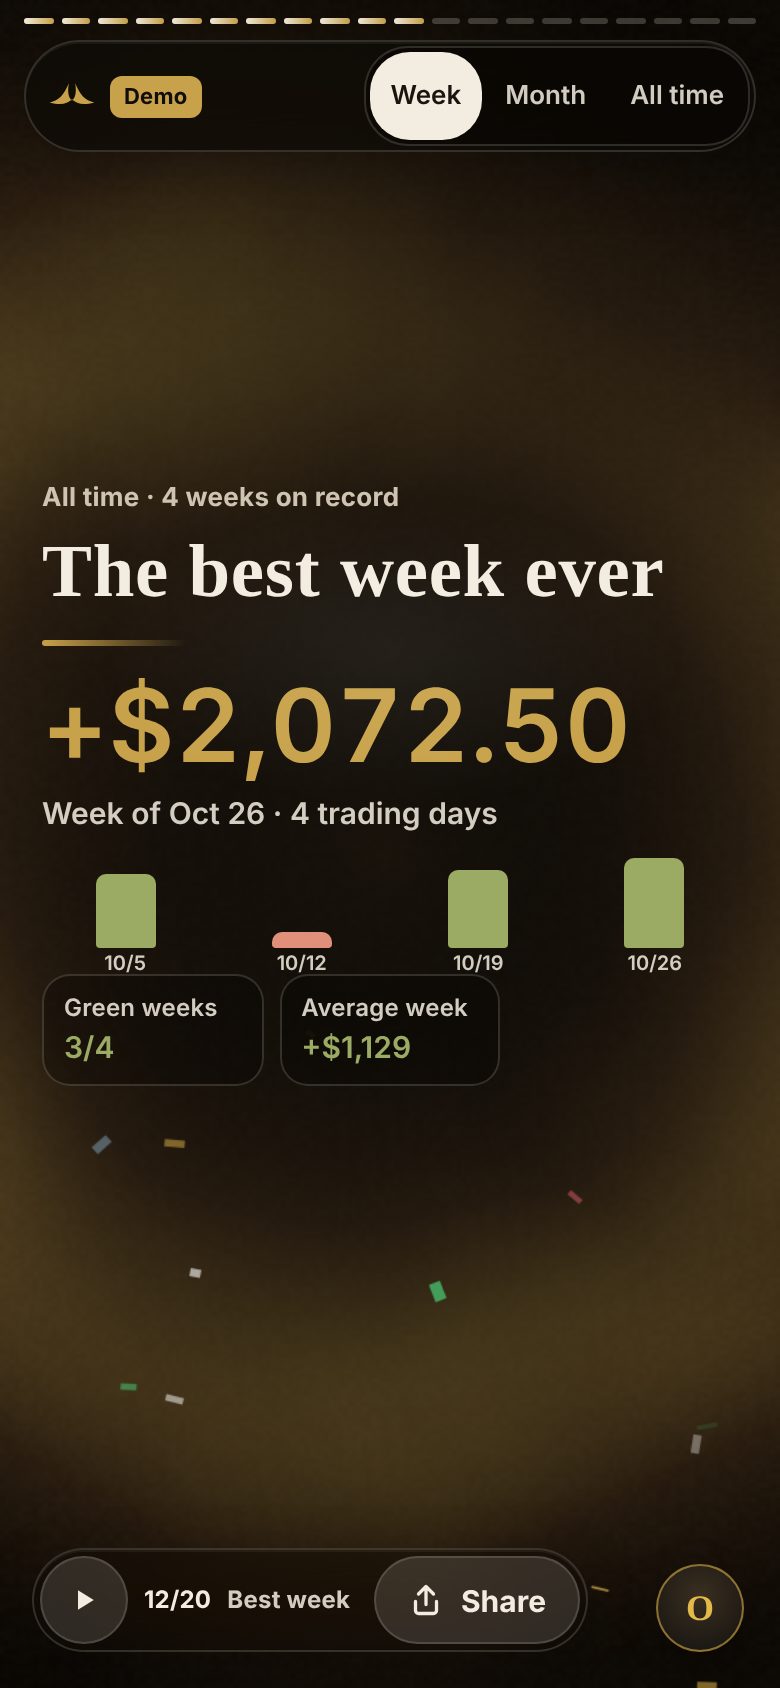 Demo
Week Month All time
All time · 4 weeks on record
The best week ever
+$2,072.50
Week of Oct 26 · 4 trading days
10/5 10/12 10/19 10/26
Green weeks Average week
3/4 +$1,129
12/20 Best week Share
O